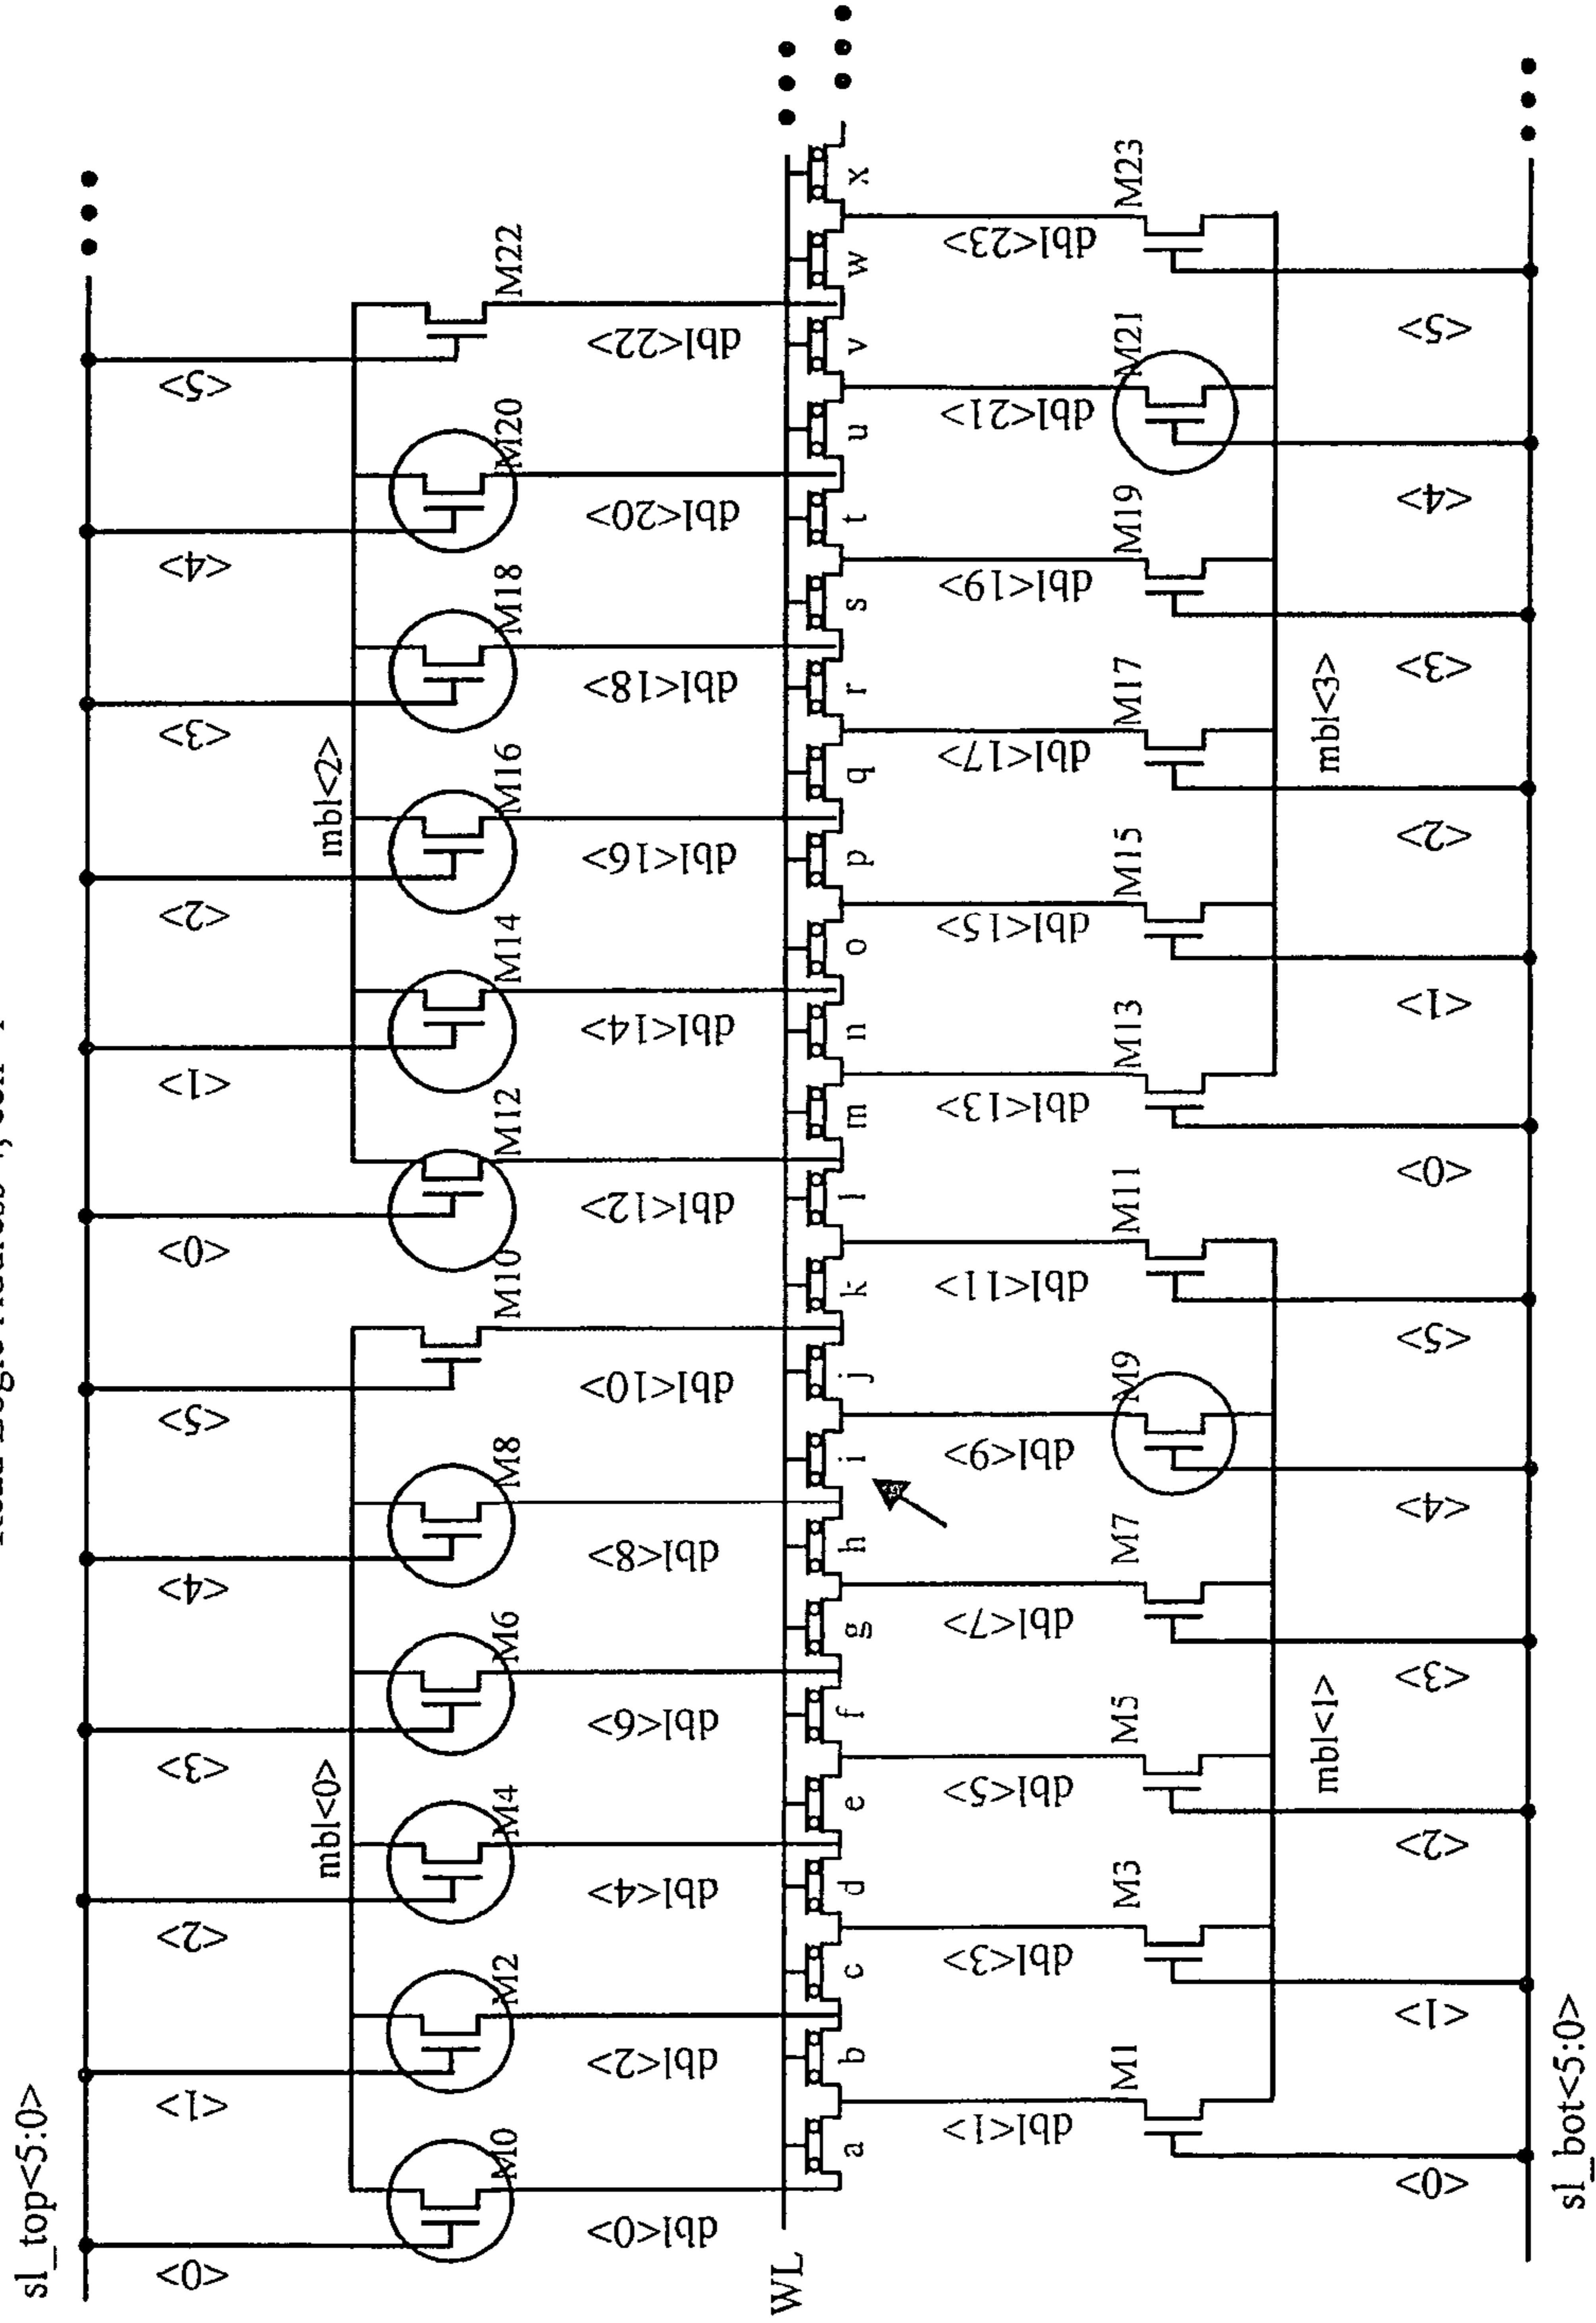 sl_top<5:0>
<0> <1> <2> <3> <4> <5> <0> <1> <2> <3> <4> <5>
mbl<0> mbl<2>
M0 M2 M4 M6 M8 M10 M12 M14 M16 M18 M20 M22
dbl<0> dbl<2> dbl<4> dbl<6> dbl<8> dbl<10> dbl<12> dbl<14> dbl<16> dbl<18> dbl<20> dbl<22>
WL
a b c d e f g h i j k l m n o p q r s t u v w x
dbl<1> dbl<3> dbl<5> dbl<7> dbl<9> dbl<11> dbl<13> dbl<15> dbl<17> dbl<19> dbl<21> dbl<23>
M1 M3 M5 M7 M9 M11 M13 M15 M17 M19 M21 M23
mbl<1> mbl<3>
<0> <1> <2> <3> <4> <5> <0> <1> <2> <3> <4> <5>
sl_bot<5:0>